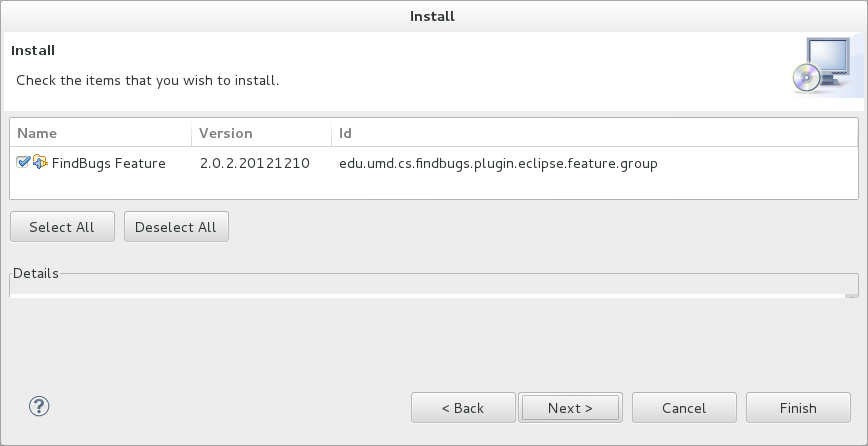 Install
Install
Check the items that you wish to install.
Name Version Id
FindBugs Feature 2.0.2.20121210 edu.umd.cs.findbugs.plugin.eclipse.feature.group
Select All Deselect All
Details
? < Back Next > Cancel Finish